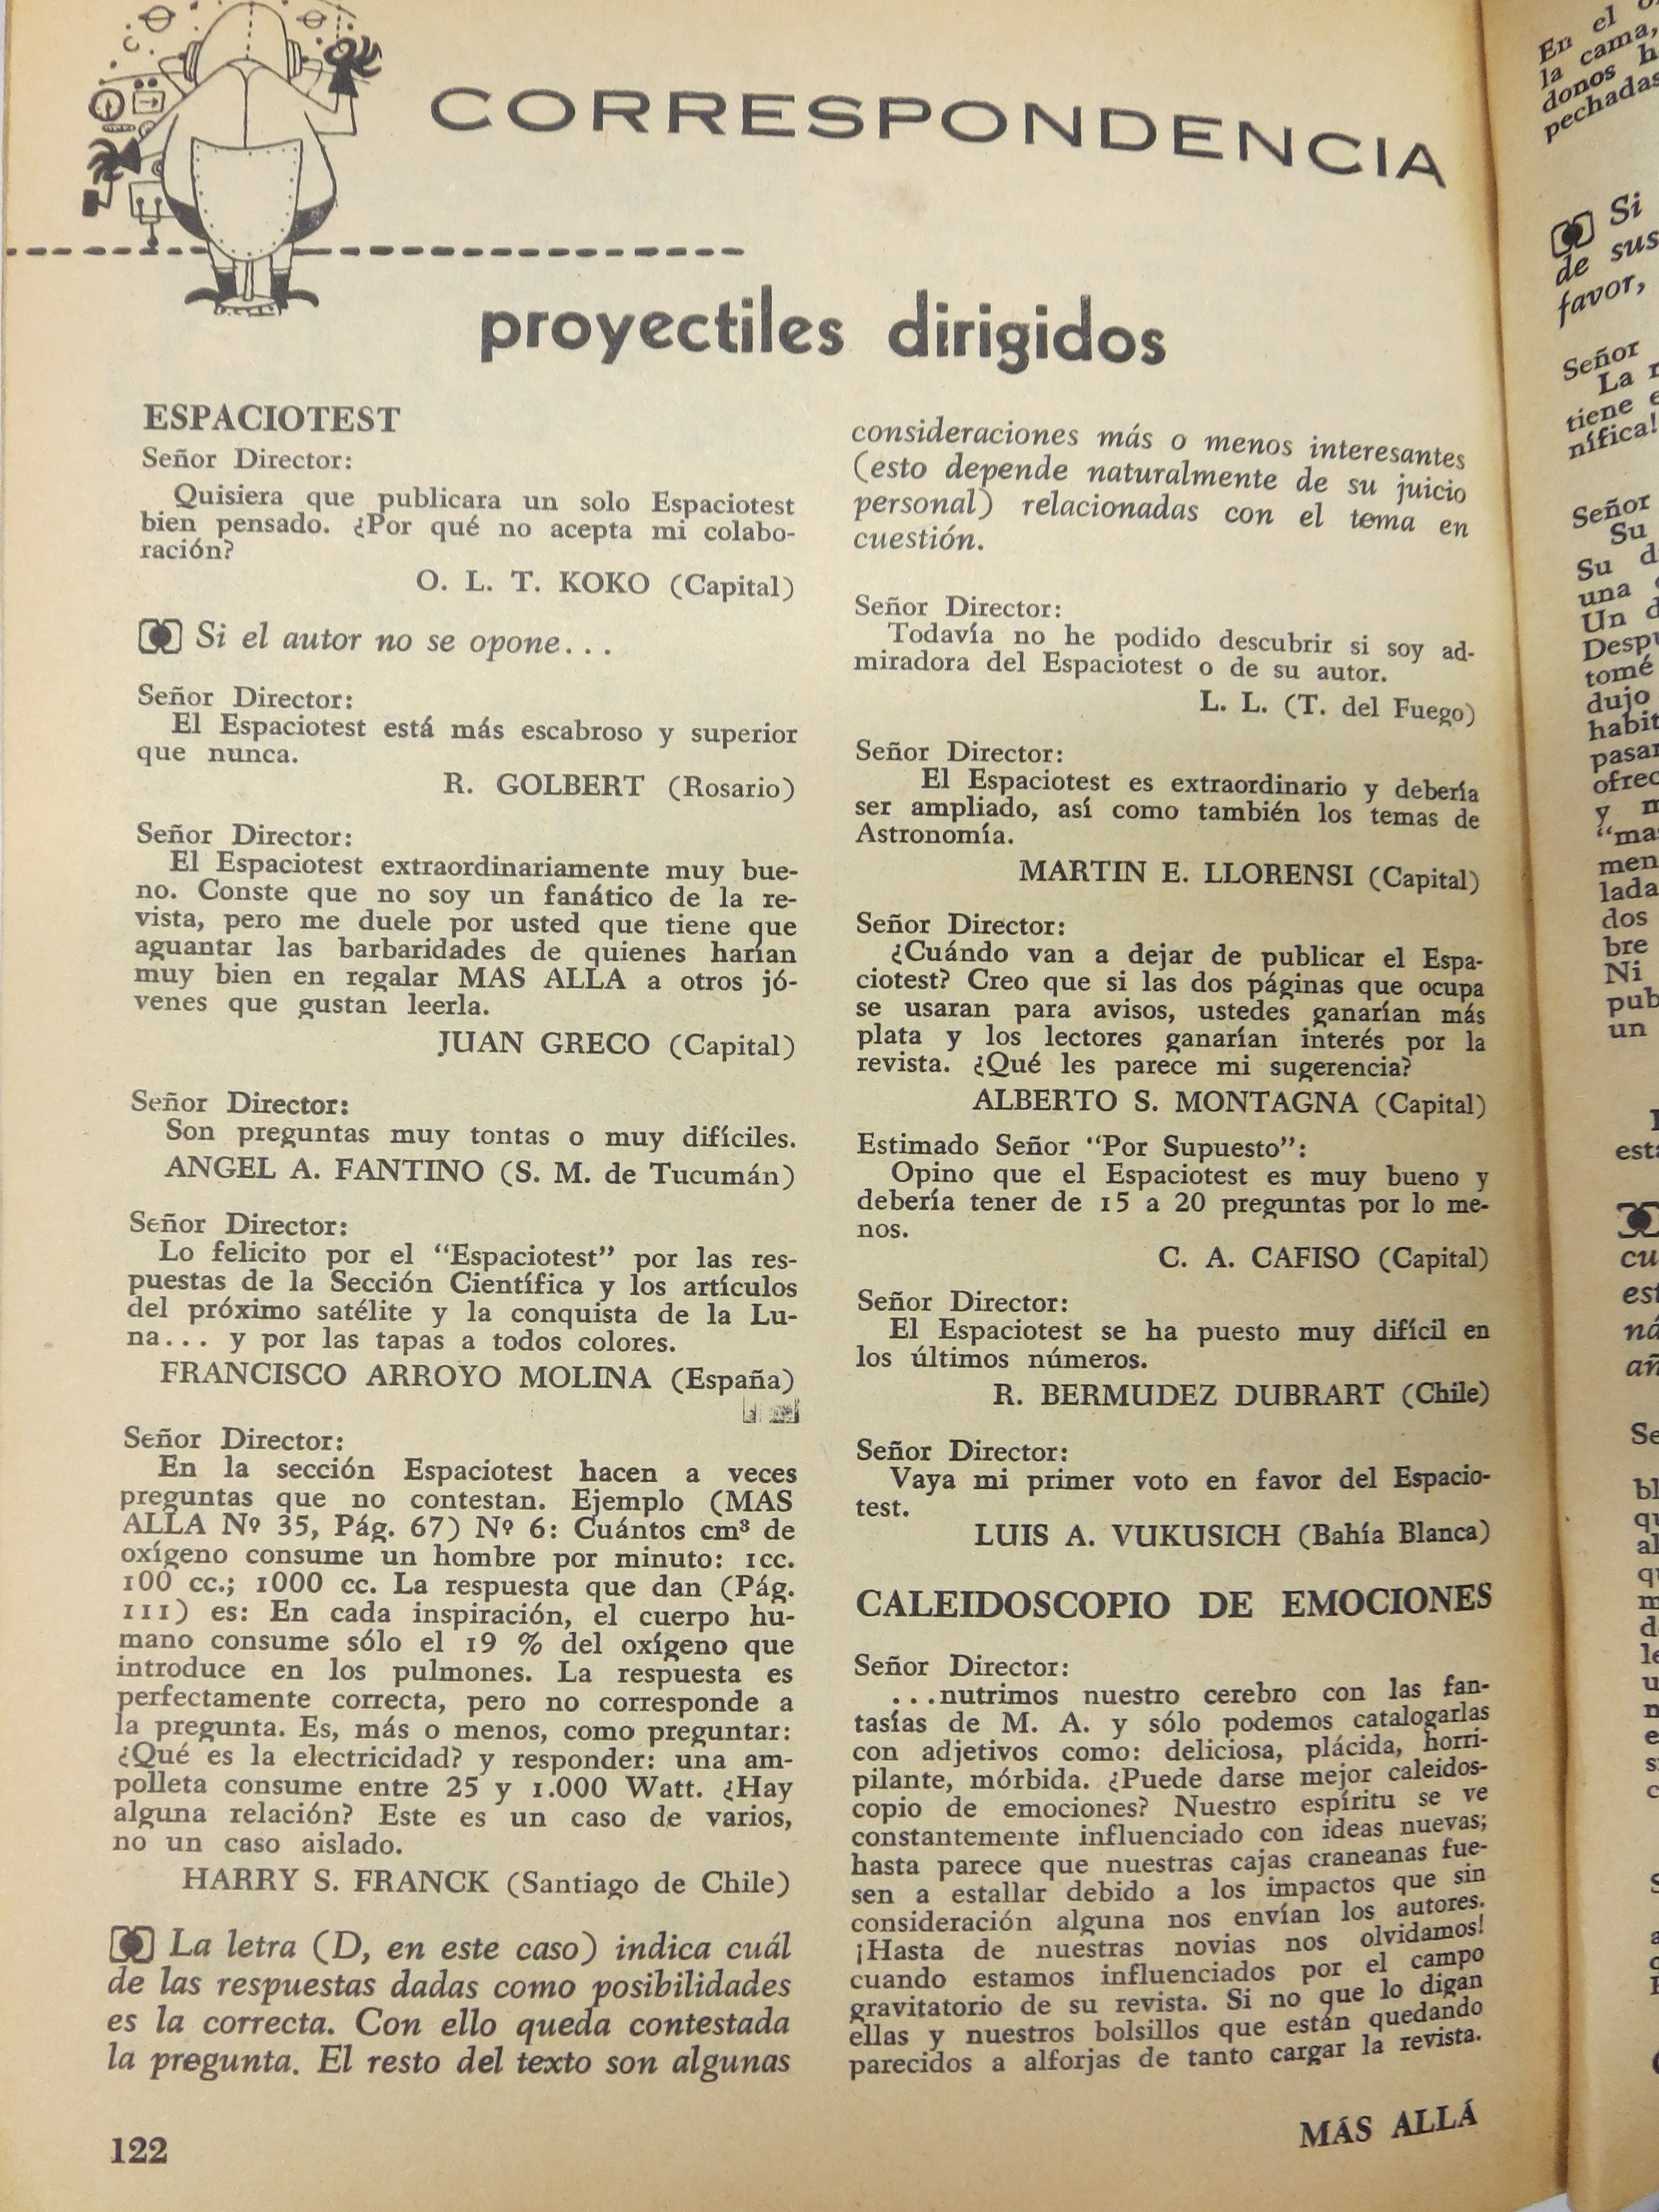 CORRESPONDENCIA
proyectiles dirigidos
ESPACIOTEST
Señor Director:
Quisiera que publicara un solo Espaciotest
bien pensado. ¿Por qué no acepta mi colabo-
ración?
O. L. T. KOKO (Capital)
Si el autor no se opone...
Señor Director:
El Espaciotest está más escabroso y superior
que nunca.
R. GOLBERT (Rosario)
Señor Director:
El Espaciotest extraordinariamente muy bue-
no. Conste que no soy un fanático de la re-
vista, pero me duele por usted que tiene que
aguantar las barbaridades de quienes harían
muy bien en regalar MAS ALLA a otros jó-
venes que gustan leerla.
JUAN GRECO (Capital)
Señor Director:
Son preguntas muy tontas o muy difíciles.
ANGEL A. FANTINO (S. M. de Tucumán)
Señor Director:
Lo felicito por el "Espaciotest" por las res-
puestas de la Sección Científica y los artículos
del próximo satélite y la conquista de la Lu-
na... y por las tapas a todos colores.
FRANCISCO ARROYO MOLINA (España)
Señor Director:
En la sección Espaciotest hacen a veces
preguntas que no contestan. Ejemplo (MAS
ALLA Nº 35, Pág. 67) Nº 6: Cuántos cm³ de
oxígeno consume un hombre por minuto: 1cc.
100 cc.; 1000 cc. La respuesta que dan (Pág.
111) es: En cada inspiración, el cuerpo hu-
mano consume sólo el 19 % del oxígeno que
introduce en los pulmones. La respuesta es
perfectamente correcta, pero no corresponde a
la pregunta. Es, más o menos, como preguntar:
¿Qué es la electricidad? y responder: una am-
polleta consume entre 25 y 1.000 Watt. ¿Hay
alguna relación? Este es un caso de varios,
no un caso aislado.
HARRY S. FRANCK (Santiago de Chile)
La letra (D, en este caso) indica cuál
de las respuestas dadas como posibilidades
es la correcta. Con ello queda contestada
la pregunta. El resto del texto son algunas
122
consideraciones más o menos interesantes
(esto depende naturalmente de su juicio
personal) relacionadas con el tema en
cuestión.
Señor Director:
Todavía no he podido descubrir si soy ad-
miradora del Espaciotest o de su autor.
L. L. (T. del Fuego)
Señor Director:
El Espaciotest es extraordinario y debería
ser ampliado, así como también los temas de
Astronomía.
MARTIN E. LLORENSI (Capital)
Señor Director:
¿Cuándo van a dejar de publicar el Espa-
ciotest? Creo que si las dos páginas que ocupa
se usaran para avisos, ustedes ganarían más
plata y los lectores ganarían interés por la
revista. ¿Qué les parece mi sugerencia?
ALBERTO S. MONTAGNA (Capital)
Estimado Señor "Por Supuesto":
Opino que el Espaciotest es muy bueno y
debería tener de 15 a 20 preguntas por lo me-
nos.
C. A. CAFISO (Capital)
Señor Director:
El Espaciotest se ha puesto muy difícil en
los últimos números.
R. BERMUDEZ DUBRART (Chile)
Señor Director:
Vaya mi primer voto en favor del Espacio-
test.
LUIS A. VUKUSICH (Bahía Blanca)
CALEIDOSCOPIO DE EMOCIONES
Señor Director:
...nutrimos nuestro cerebro con las fan-
tasías de M. A. y sólo podemos catalogarlas
con adjetivos como: deliciosa, plácida, horri-
pilante, mórbida. ¿Puede darse mejor caleidos-
copio de emociones? Nuestro espíritu se ve
constantemente influenciado con ideas nuevas;
hasta parece que nuestras cajas craneanas fue-
sen a estallar debido a los impactos que sin
consideración alguna nos envían los autores.
¡Hasta de nuestras novias nos olvidamos!
cuando estamos influenciados por el campo
gravitatorio de su revista. Si no que lo digan
ellas y nuestros bolsillos que están quedando
parecidos a alforjas de tanto cargar la revista.
MÁS ALLÁ
En el
la cama,
donos
pechadas
Si
de sus
favor,
Señor
La
tiene
nífica!
Señor
Su
Su
una
Un
tomé
dujo
y
dos
bre
Ni
un